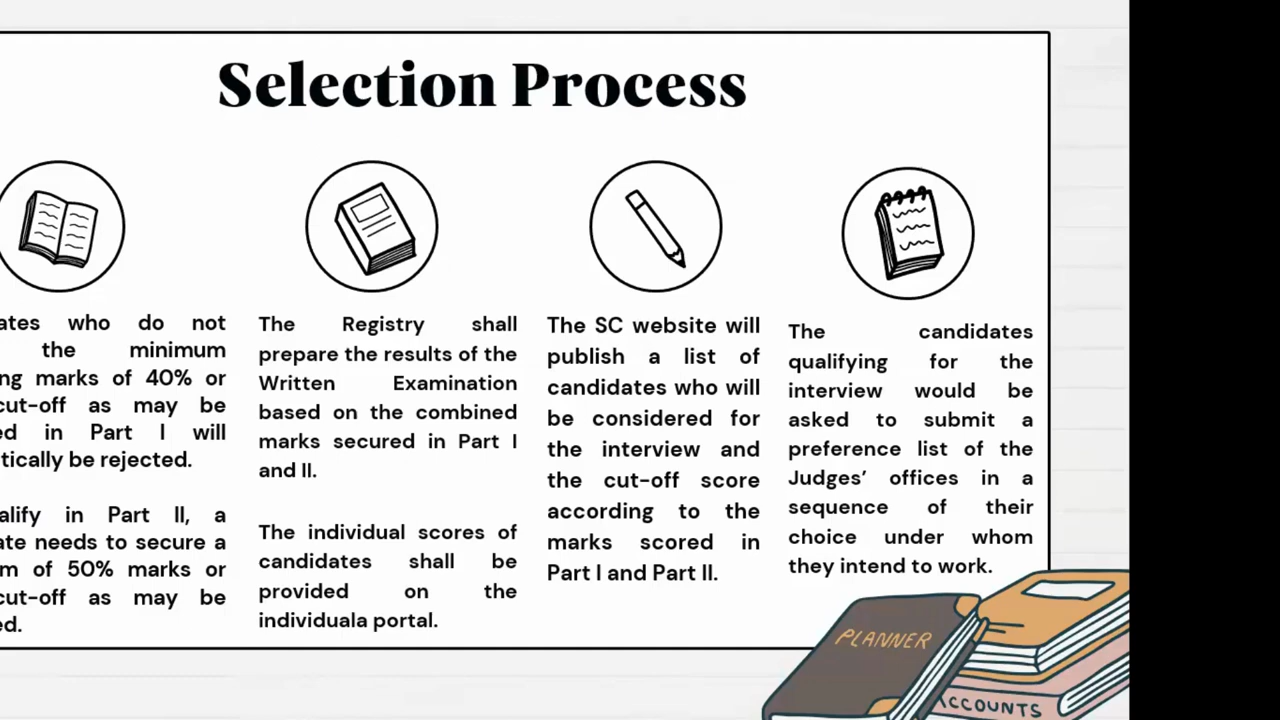 Selection Process
ates who do not
the minimum
ng marks of 40% or
cut-off as may be
ed in Part I will
tically be rejected.
alify in Part II, a
ate needs to secure a
m of 50% marks or
cut-off as may be
ed.
The Registry shall
prepare the results of the
Written Examination
based on the combined
marks secured in Part I
and II.
The individual scores of
candidates shall be
provided on the
individuala portal.
The SC website will
publish a list of
candidates who will
be considered for
the interview and
the cut-off score
according to the
marks scored in
Part I and Part II.
The candidates
qualifying for the
interview would be
asked to submit a
preference list of the
Judges’ offices in a
sequence of their
choice under whom
they intend to work.
PLANNER
ACCOUNTS